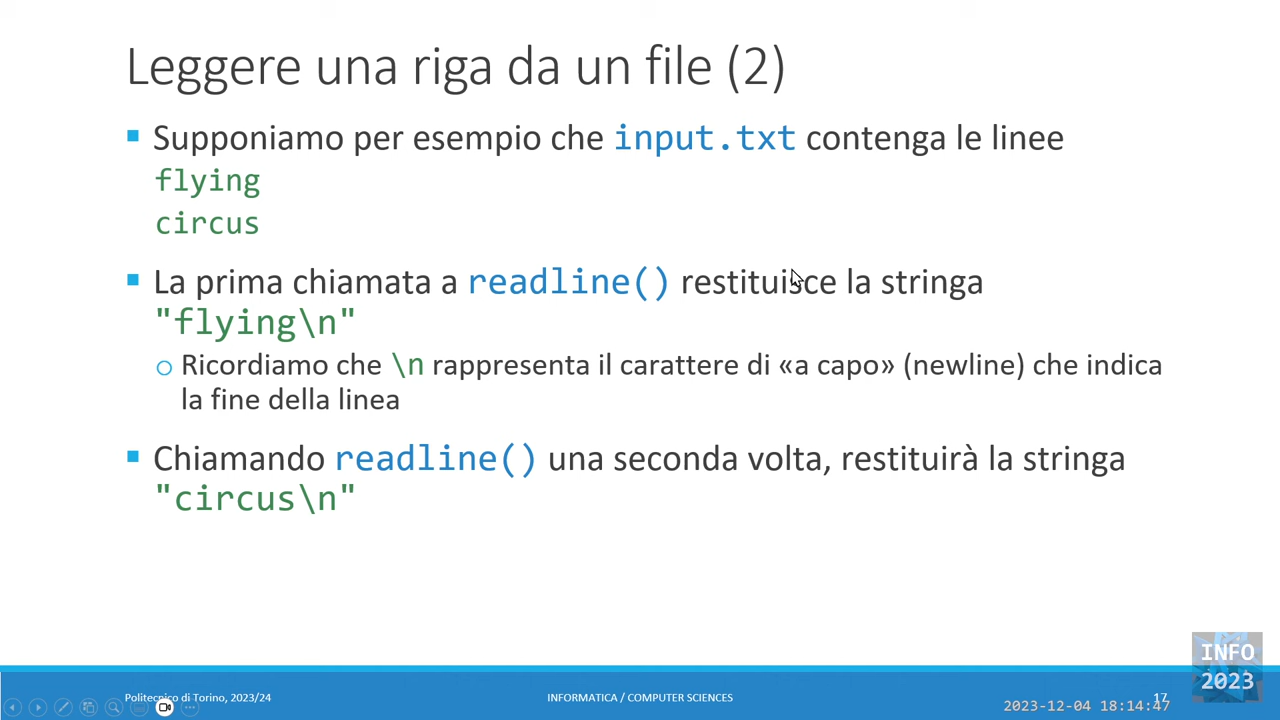 Leggere una riga da un file (2)
Supponiamo per esempio che input.txt contenga le linee
flying
circus
La prima chiamata a readline() restituisce la stringa
"flying\n"
Ricordiamo che \n rappresenta il carattere di «a capo» (newline) che indica
la fine della linea
Chiamando readline() una seconda volta, restituirà la stringa
"circus\n"
INFO
2023
Politecnico di Torino, 2023/24
INFORMATICA / COMPUTER SCIENCES
17
2023-12-04 18:14:47